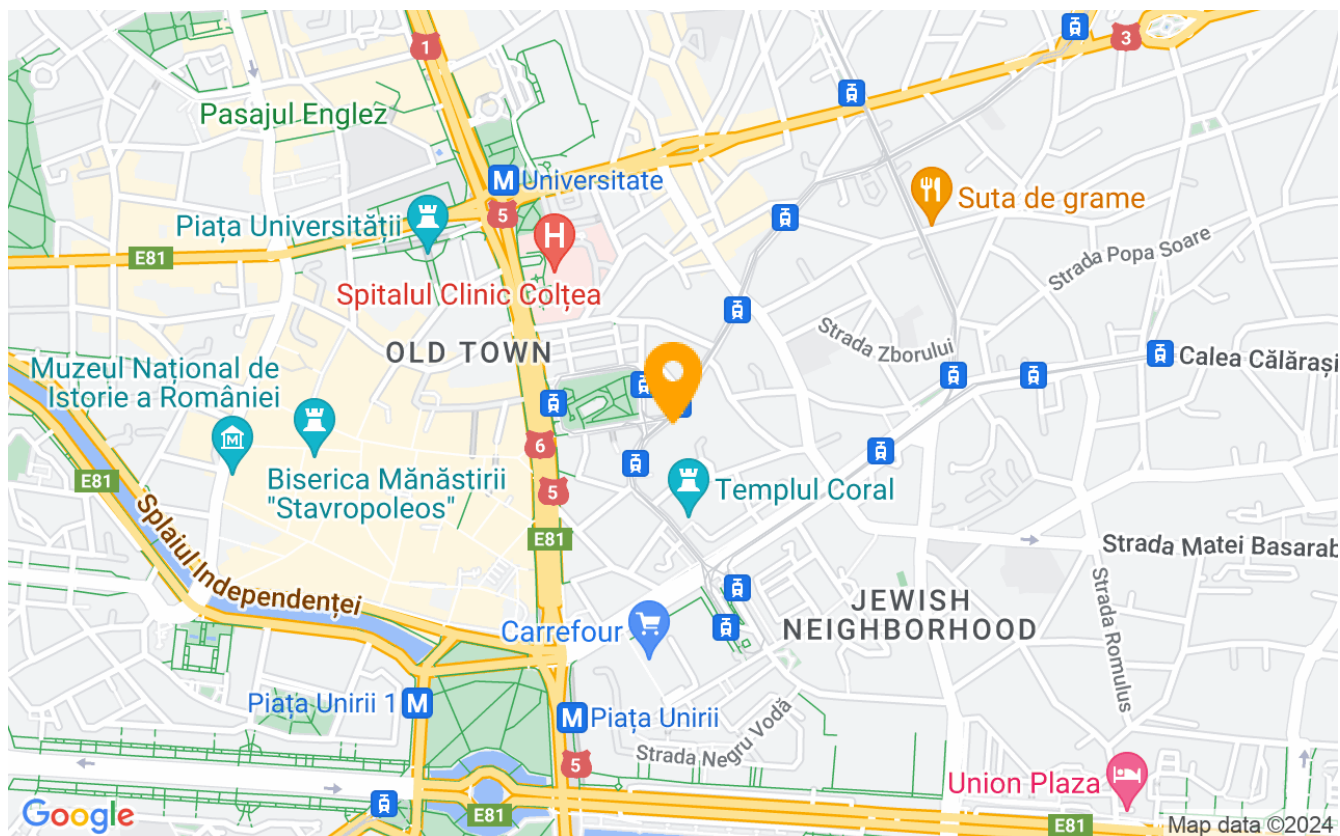 1
3
Pasajul Englez
M Universitate
5
Suta de grame
Piața Universității
H
E81
Strada Popa Soare
Spitalul Clinic Colțea
OLD TOWN
Strada Zborului
Calea Călărași
Muzeul Național de
Istorie a României
M
6
E81
Biserica Mănăstirii
"Stavropoleos"
5
Templul Coral
Splaiul Independenței
E81
Strada Matei Basarab
JEWISH
NEIGHBORHOOD
Carrefour
Strada Romulus
Piața Unirii 1 M
M Piața Unirii
Strada Negru Vodă
5
Union Plaza
Google
E81
E81
Map data ©2024